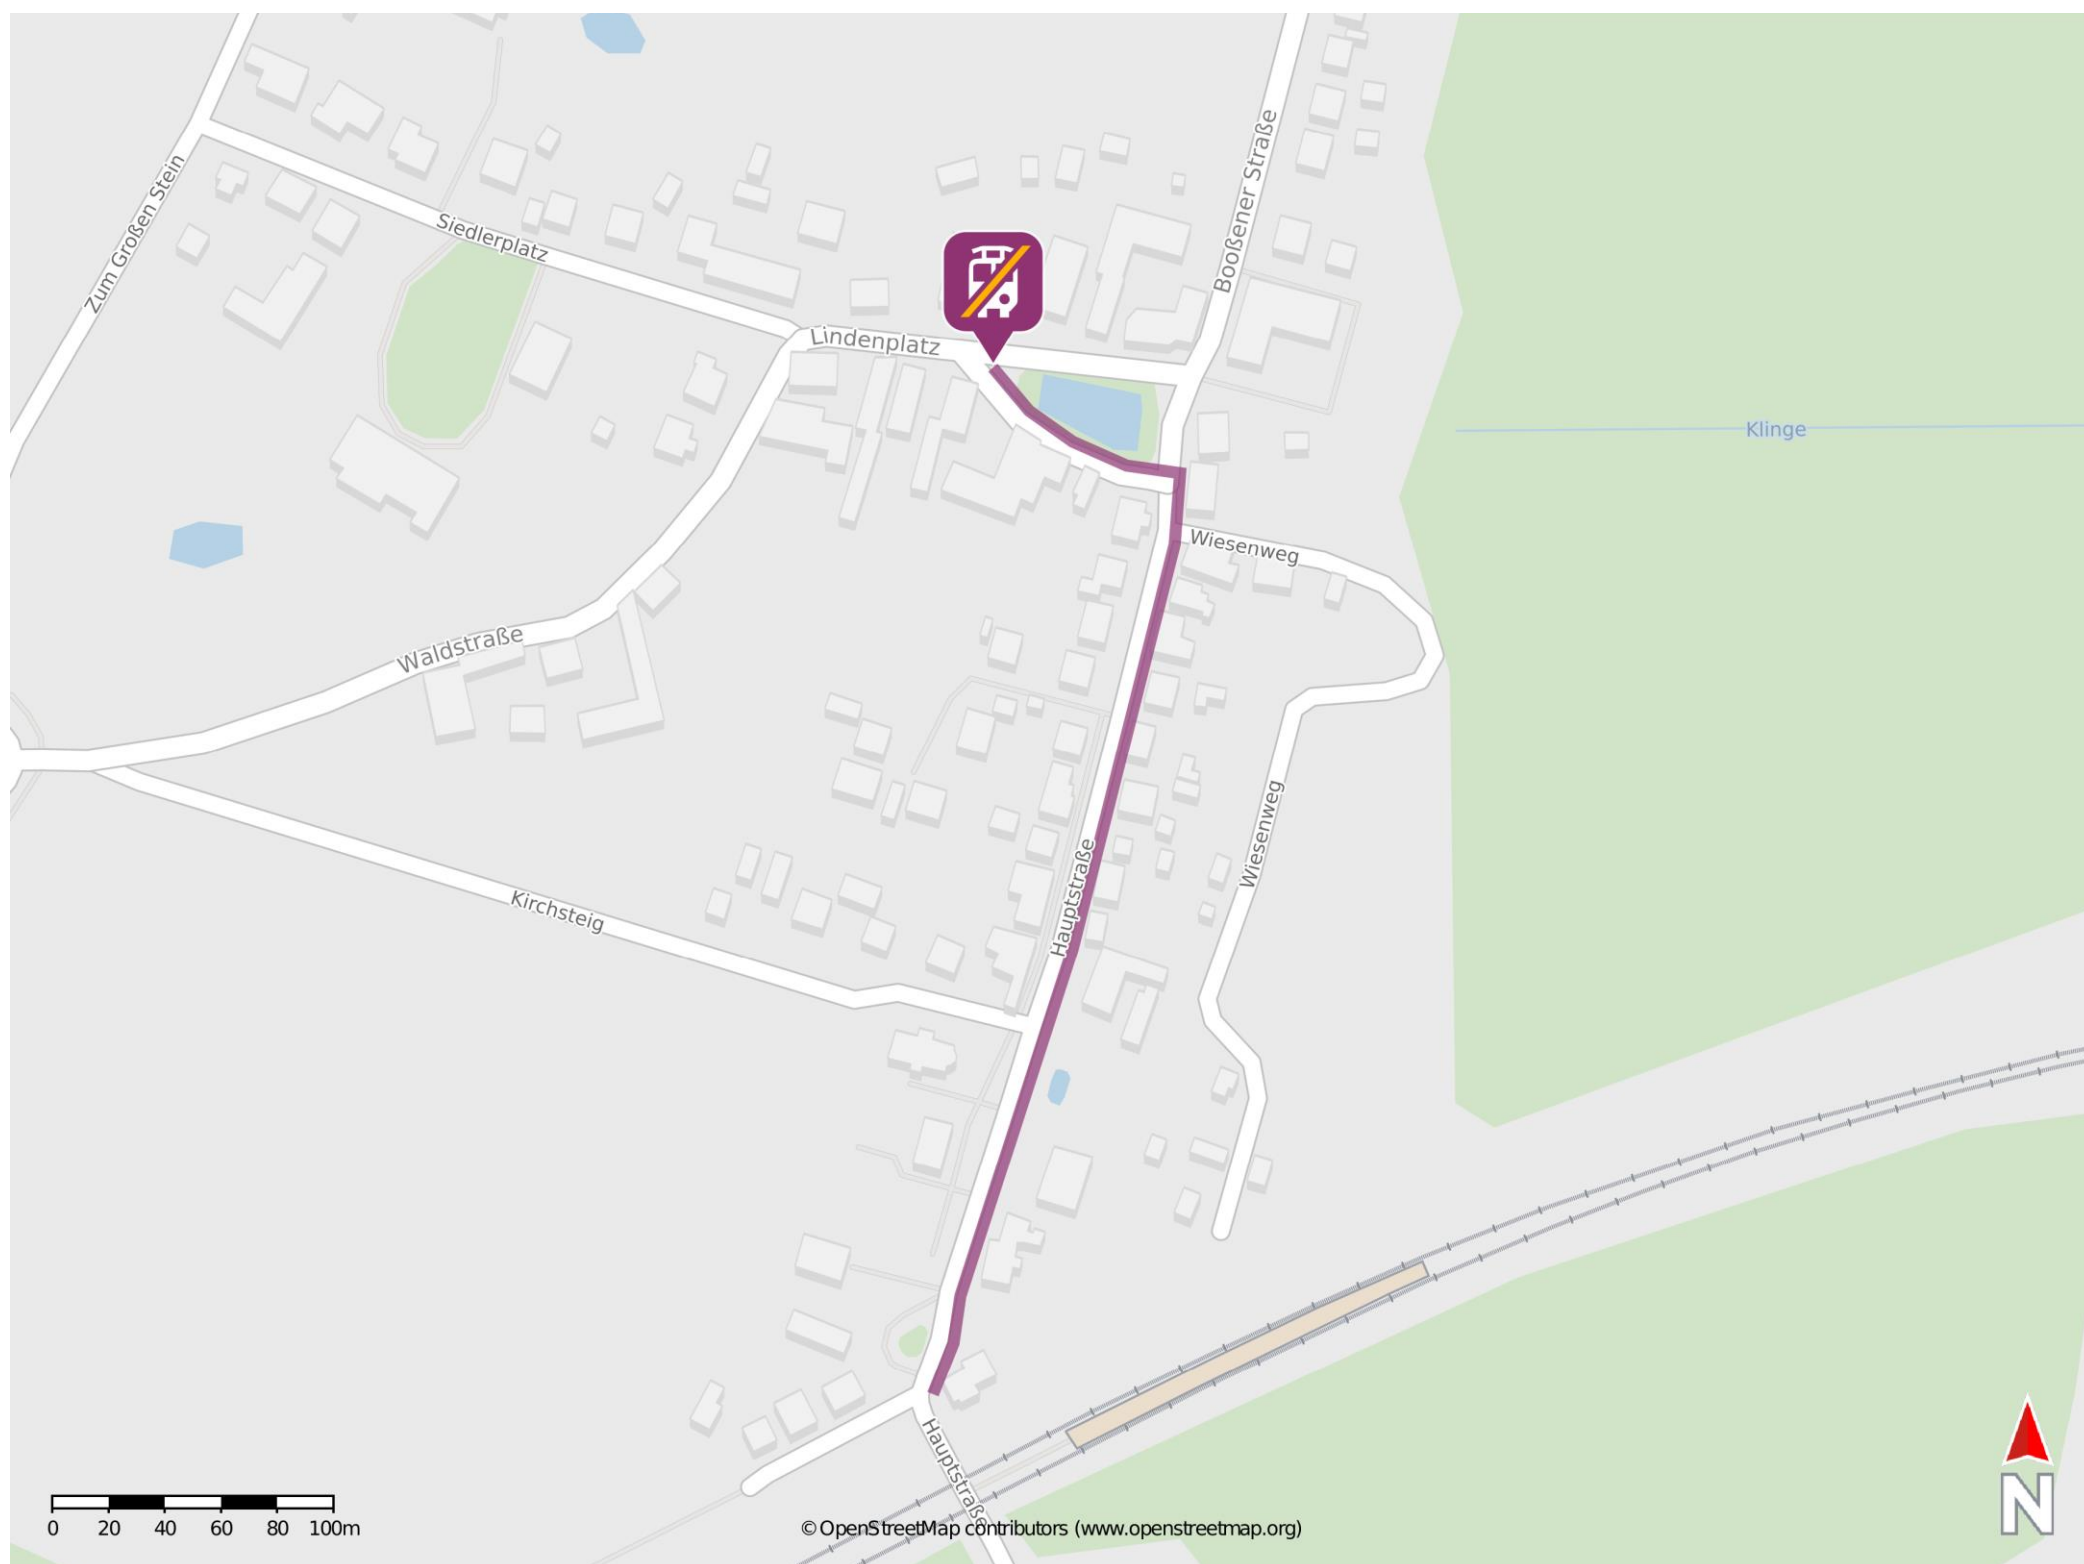 Booßener Straße
Zum Großen Stein
Siedlerplatz
Lindenplatz
Klinge
Wiesenweg
Waldstraße
Wiesenweg
Hauptstraße
Kirchsteig
Hauptstraße
N
0 20 40 60 80 100m
© OpenStreetMap contributors (www.openstreetmap.org)